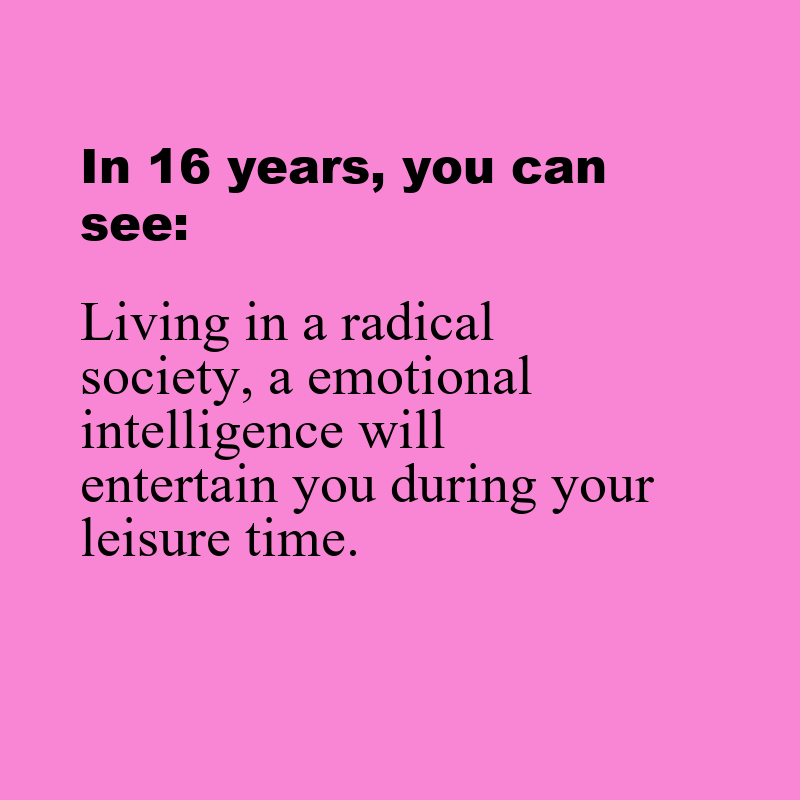 In 16 years, you can
see:
Living in a radical
society, a emotional
intelligence will
entertain you during your
leisure time.